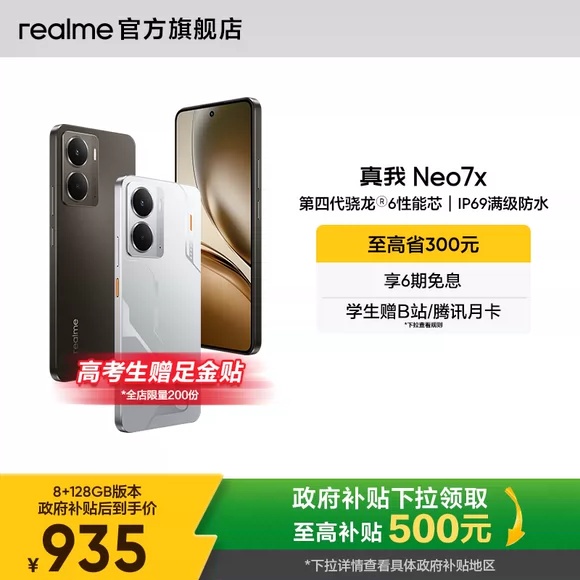 realme 官方旗舰店
真我 Neo7x
第四代骁龙®6性能芯 | IP69满级防水
至高省300元
享6期免息
学生赠B站/腾讯月卡
*下拉查看规则
realme
高考生赠足金贴
*全店限量200份
8+128GB版本
政府补贴后到手价
¥935
政府补贴下拉领取
至高补贴500元
*下拉详情查看具体政府补贴地区